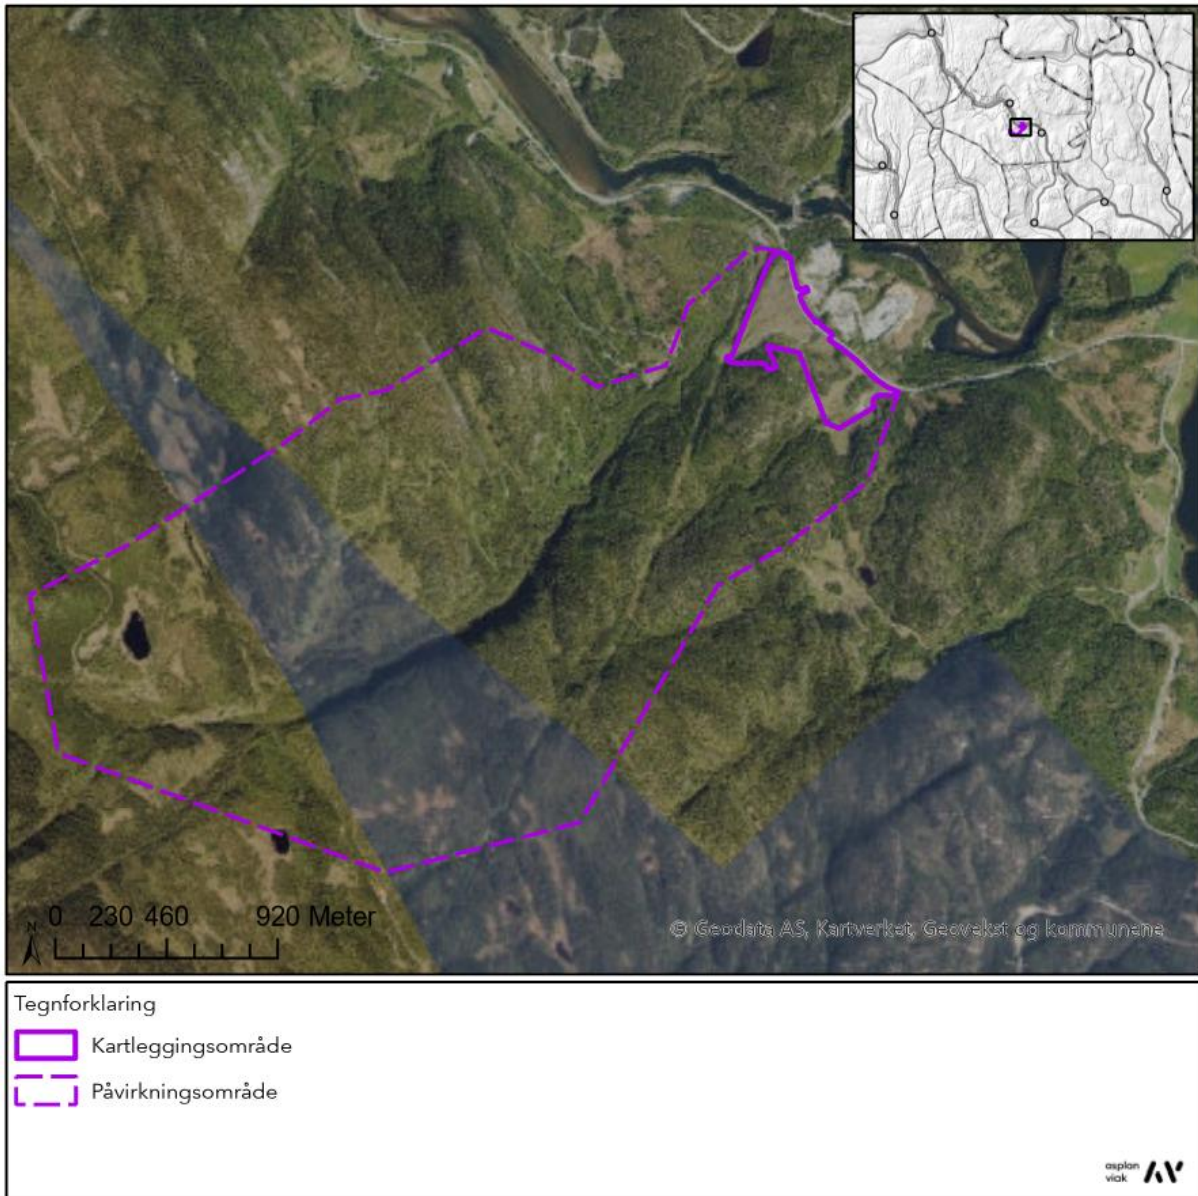 N
0 230 460 920 Meter
© Geodata AS, Kartverket, Geovekst og kommunene
Tegnforklaring
Kartleggingsområde
Påvirkningsområde
asplan
viak